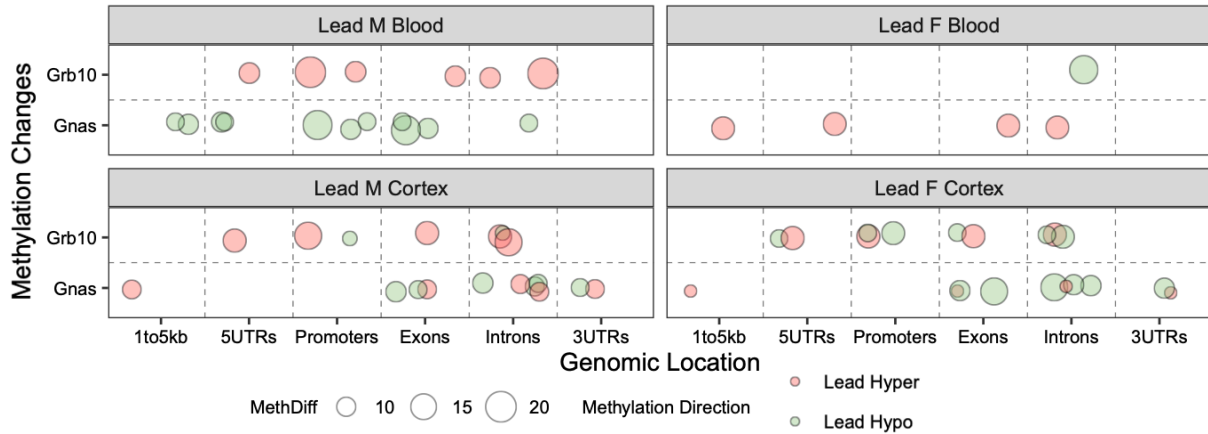 Lead M Blood
Lead F Blood
Methylation Changes
Grb10
Gnas
Lead M Cortex
Lead F Cortex
Grb10
Gnas
1to5kb 5UTRs Promoters Exons Introns 3UTRs
1to5kb 5UTRs Promoters Exons Introns 3UTRs
Genomic Location
MethDiff 10 15 20
Methylation Direction
Lead Hyper
Lead Hypo